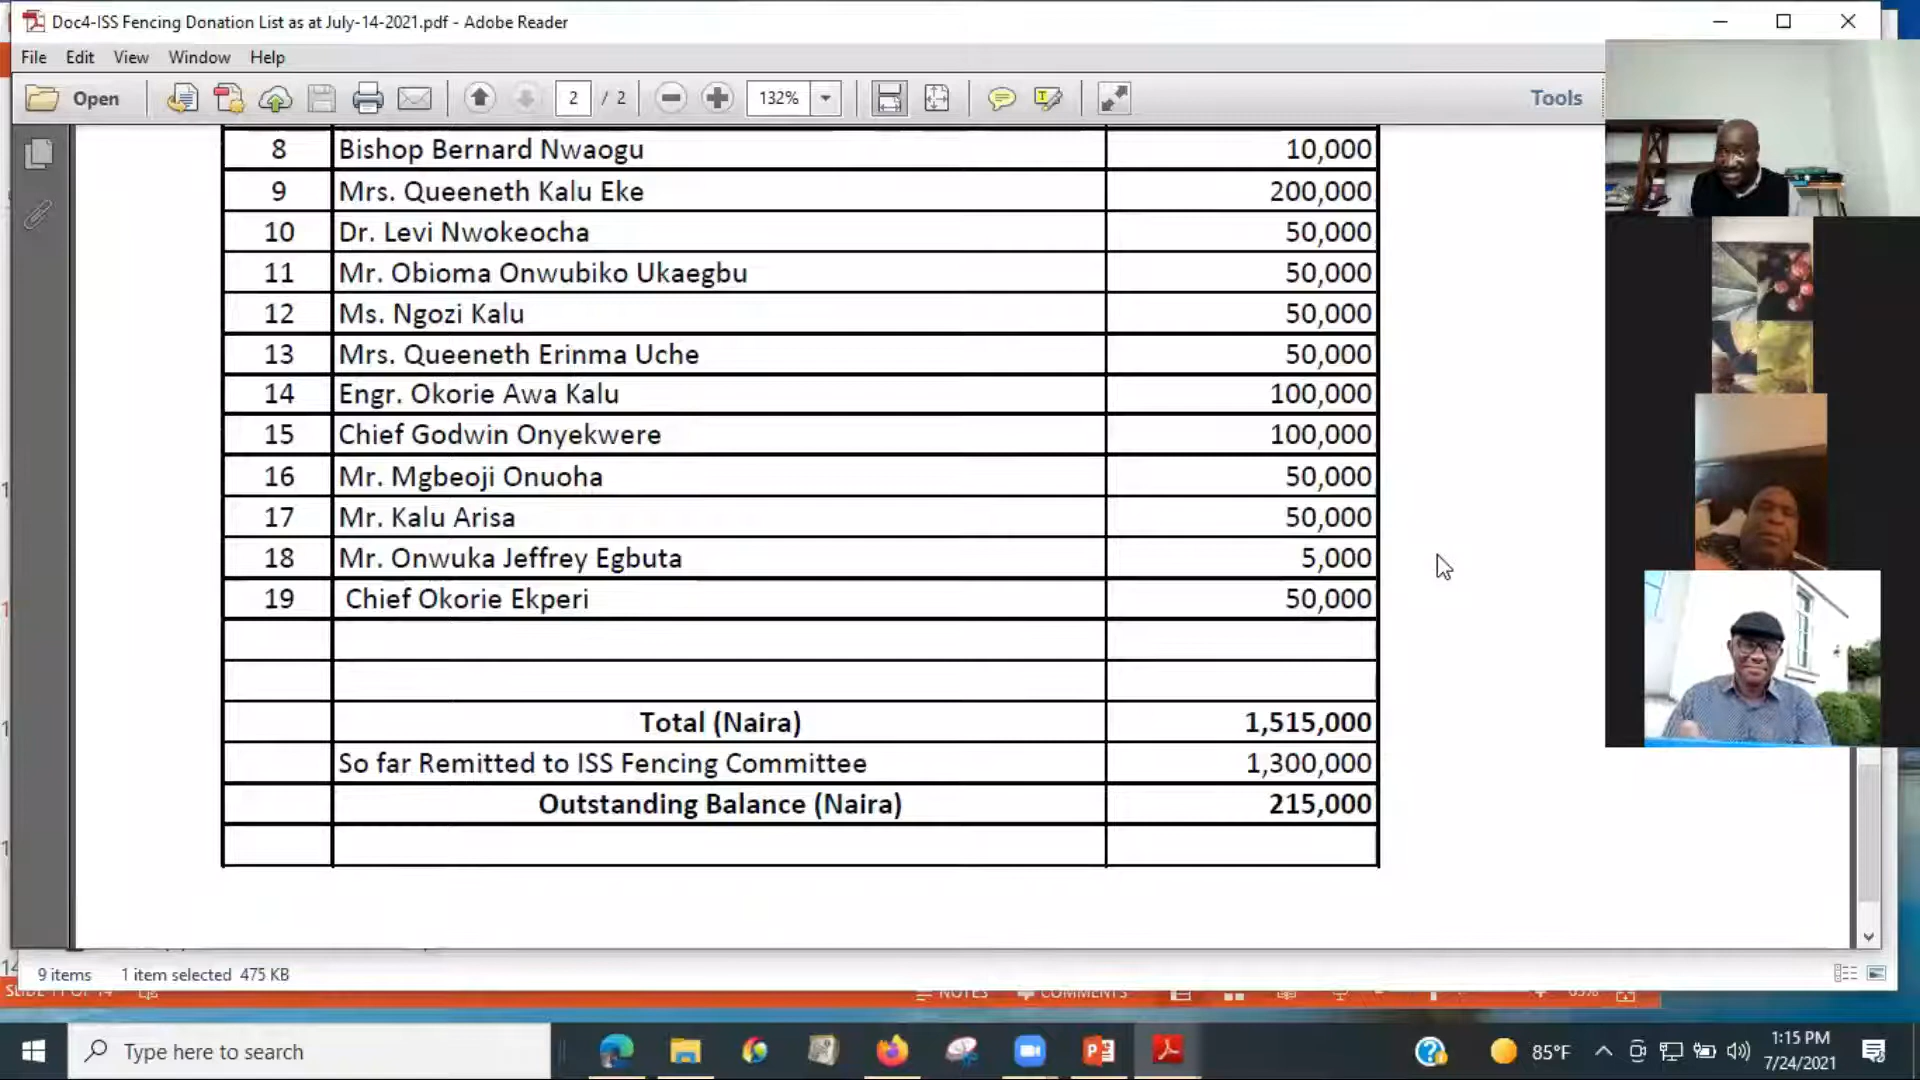 Doc4-ISS Fencing Donation List as at July-14-2021.pdf - Adobe Reader
File Edit View Window Help
Open 2 / 2 132% Tools
8 Bishop Bernard Nwaogu 10,000
9 Mrs. Queeneth Kalu Eke 200,000
10 Dr. Levi Nwokeocha 50,000
11 Mr. Obioma Onwubiko Ukaegbu 50,000
12 Ms. Ngozi Kalu 50,000
13 Mrs. Queeneth Erinma Uche 50,000
14 Engr. Okorie Awa Kalu 100,000
15 Chief Godwin Onyekwere 100,000
16 Mr. Mgbeoji Onuoha 50,000
17 Mr. Kalu Arisa 50,000
18 Mr. Onwuka Jeffrey Egbuta 5,000
19 Chief Okorie Ekperi 50,000
Total (Naira) 1,515,000
So far Remitted to ISS Fencing Committee 1,300,000
Outstanding Balance (Naira) 215,000
9 items 1 item selected 475 KB
NOTES COMMENTS
Type here to search 85°F 1:15 PM
7/24/2021